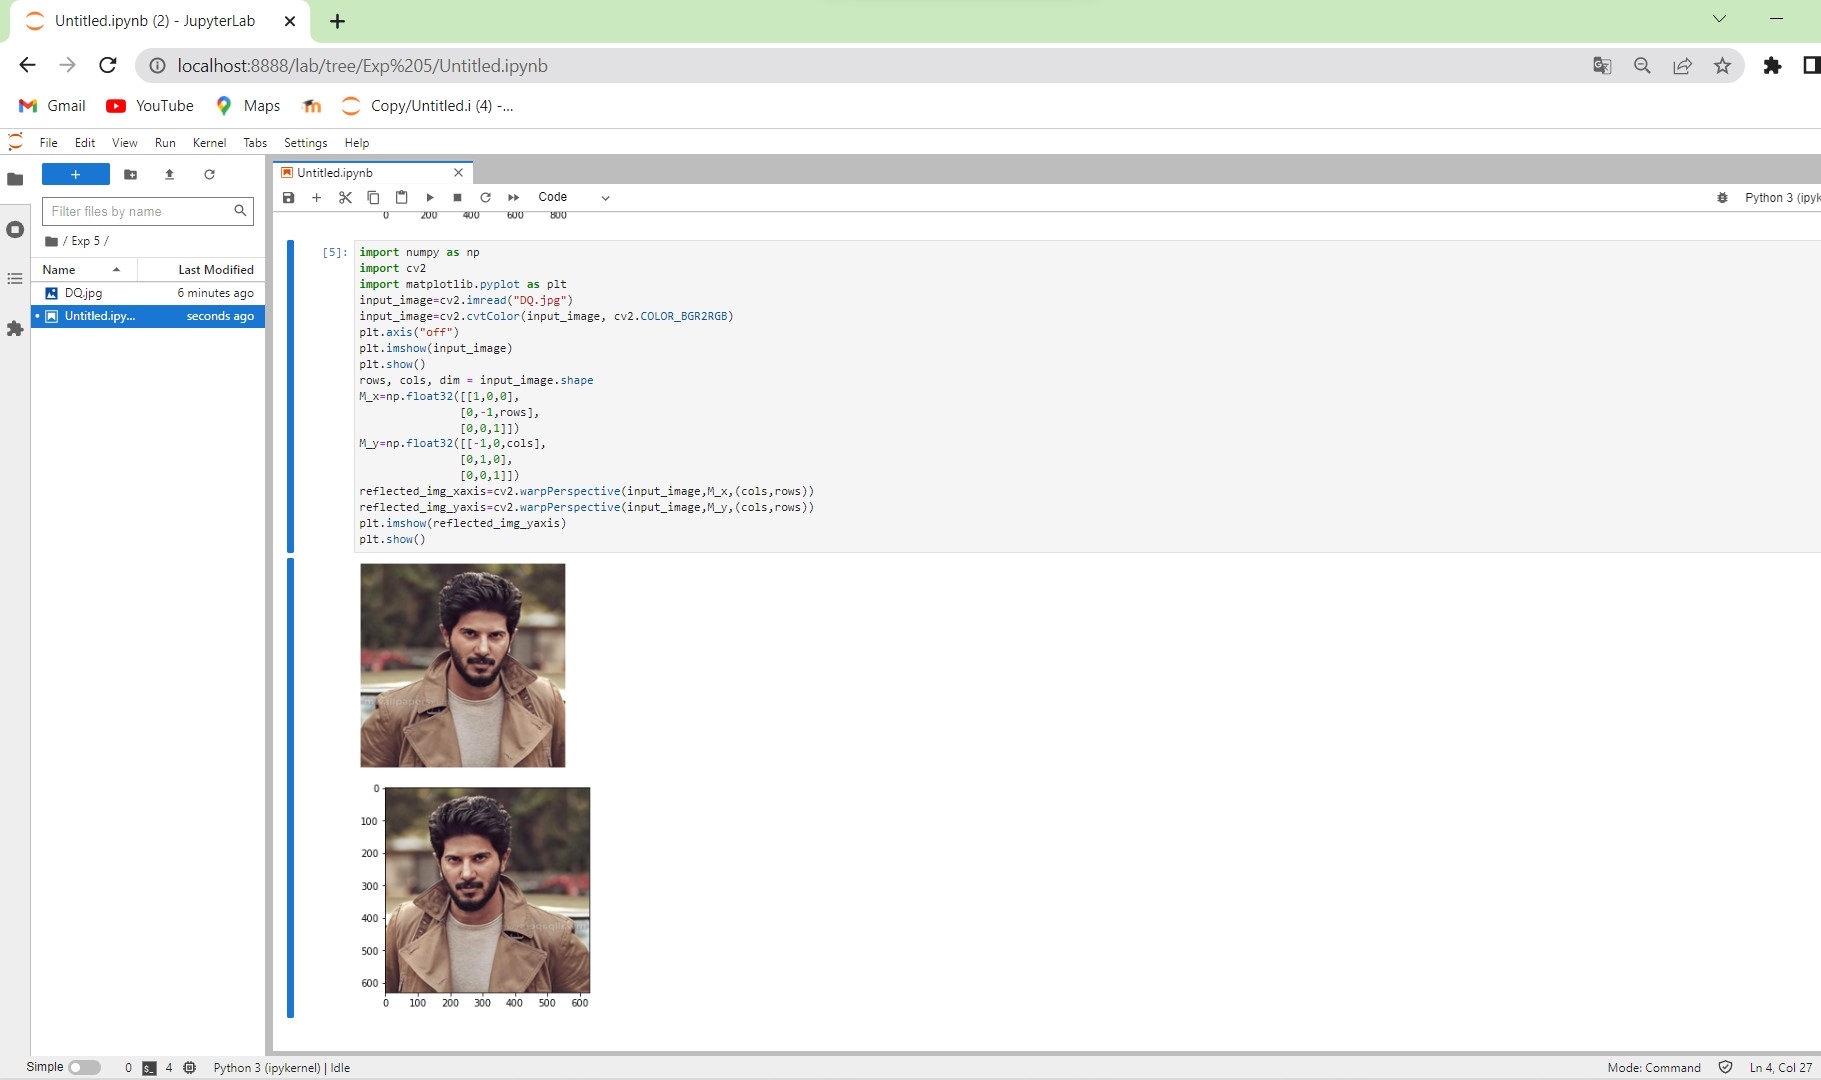 Untitled.ipynb (2) - JupyterLab
localhost:8888/lab/tree/Exp%205/Untitled.ipynb
Gmail YouTube Maps Copy/Untitled.i (4) -...
File Edit View Run Kernel Tabs Settings Help
Untitled.ipynb
Filter files by name
Code
Python 3 (ipyk
0 200 400 600 800
/ Exp 5 /
Name Last Modified
DQ.jpg 6 minutes ago
Untitled.ipy... seconds ago
[5]: import numpy as np
import cv2
import matplotlib.pyplot as plt
input_image=cv2.imread("DQ.jpg")
input_image=cv2.cvtColor(input_image, cv2.COLOR_BGR2RGB)
plt.axis("off")
plt.imshow(input_image)
plt.show()
rows, cols, dim = input_image.shape
M_x=np.float32([[1,0,0],
[0,-1,rows],
[0,0,1]])
M_y=np.float32([[-1,0,cols],
[0,1,0],
[0,0,1]])
reflected_img_xaxis=cv2.warpPerspective(input_image,M_x,(cols,rows))
reflected_img_yaxis=cv2.warpPerspective(input_image,M_y,(cols,rows))
plt.imshow(reflected_img_yaxis)
plt.show()
0
100
200
300
400
500
600
0 100 200 300 400 500 600
Simple 0 4 Python 3 (ipykernel) | Idle Mode: Command Ln 4, Col 27